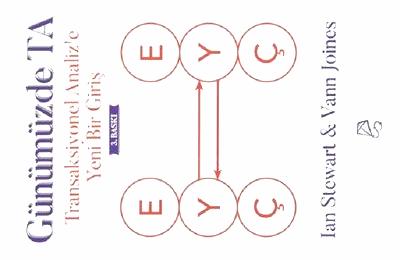 Günümüzde TA
Transaksiyonel Analiz'e
Yeni Bir Giriş
3. BASKI
E
Y
Ç
E
Y
Ç
Ian Stewart & Vann Joines